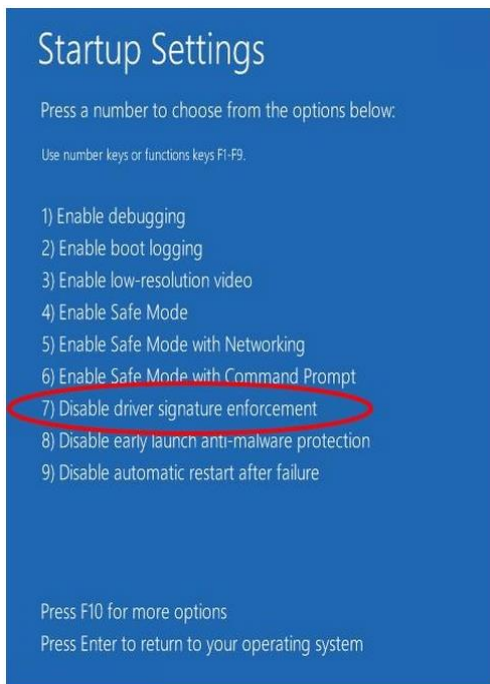 Startup Settings
Press a number to choose from the options below:
Use number keys or functions keys F1-F9.
1) Enable debugging
2) Enable boot logging
3) Enable low-resolution video
4) Enable Safe Mode
5) Enable Safe Mode with Networking
6) Enable Safe Mode with Command Prompt
7) Disable driver signature enforcement
8) Disable early launch anti-malware protection
9) Disable automatic restart after failure
Press F10 for more options
Press Enter to return to your operating system